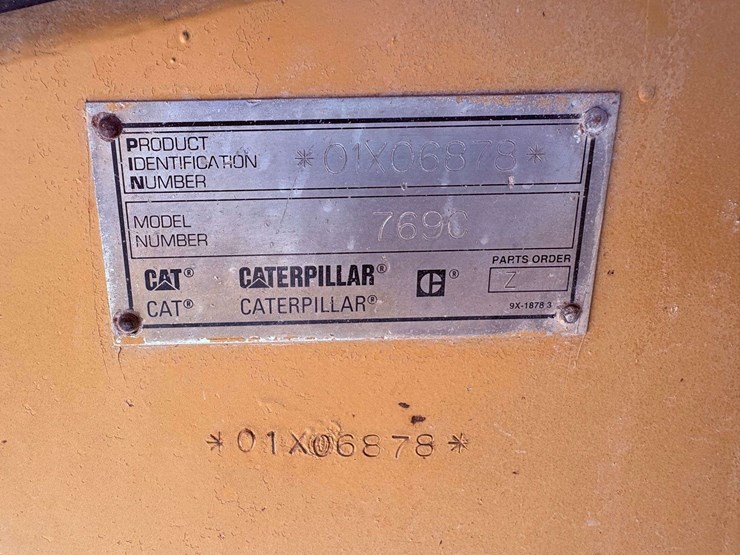 PRODUCT
IDENTIFICATION
NUMBER
*01X06878*
MODEL
NUMBER
769C
PARTS ORDER
Z
CAT® CATERPILLAR® C®
CAT® CATERPILLAR®
9X-1878 3
*01X06878*